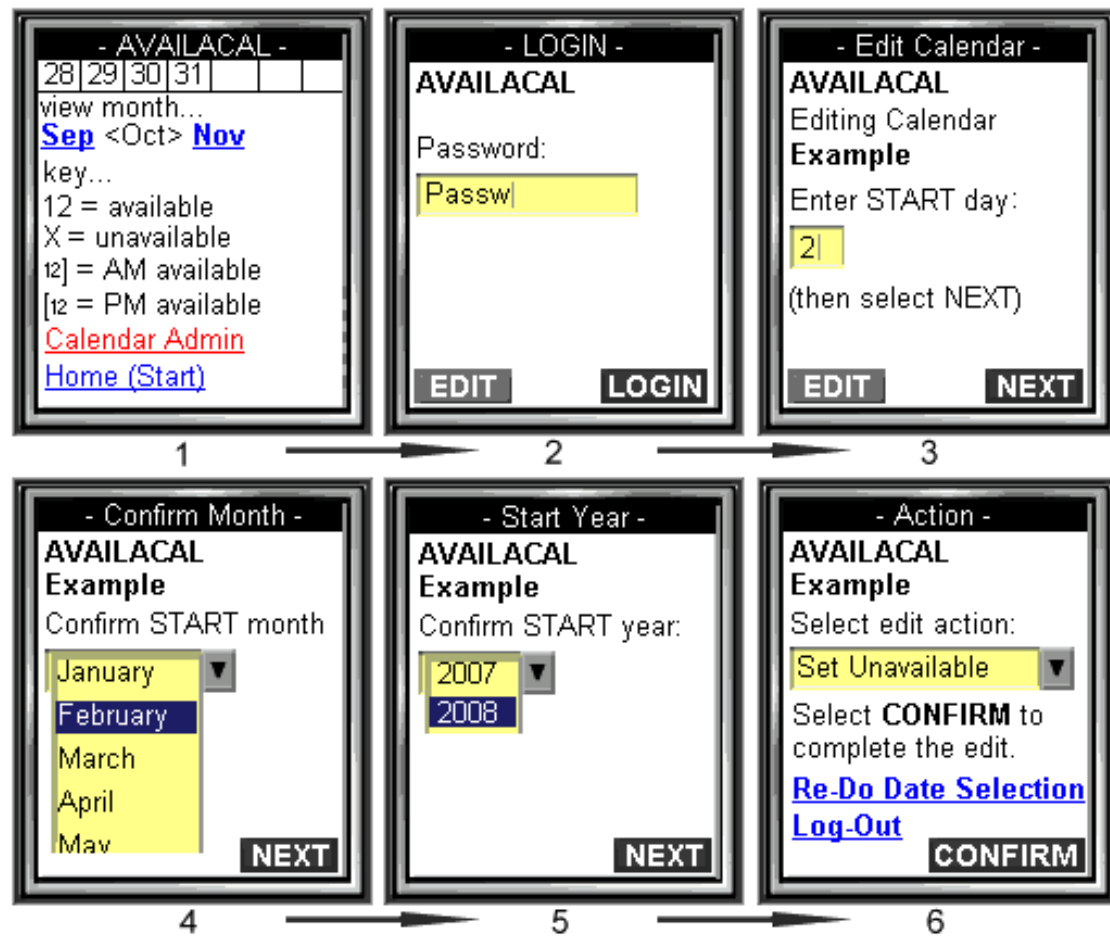 - AVAILACAL -
28 29 30 31
view month...
Sep <Oct> Nov
key...
12 = available
X = unavailable
12] = AM available
[12 = PM available
Calendar Admin
Home (Start)
1
- LOGIN -
AVAILACAL
Password:
Passw
EDIT LOGIN
2
- Edit Calendar -
AVAILACAL
Editing Calendar
Example
Enter START day:
2
(then select NEXT)
EDIT NEXT
3
- Confirm Month -
AVAILACAL
Example
Confirm START month
January
February
March
April
May
NEXT
4
- Start Year -
AVAILACAL
Example
Confirm START year:
2007
2008
NEXT
5
- Action -
AVAILACAL
Example
Select edit action:
Set Unavailable
Select CONFIRM to
complete the edit.
Re-Do Date Selection
Log-Out
CONFIRM
6